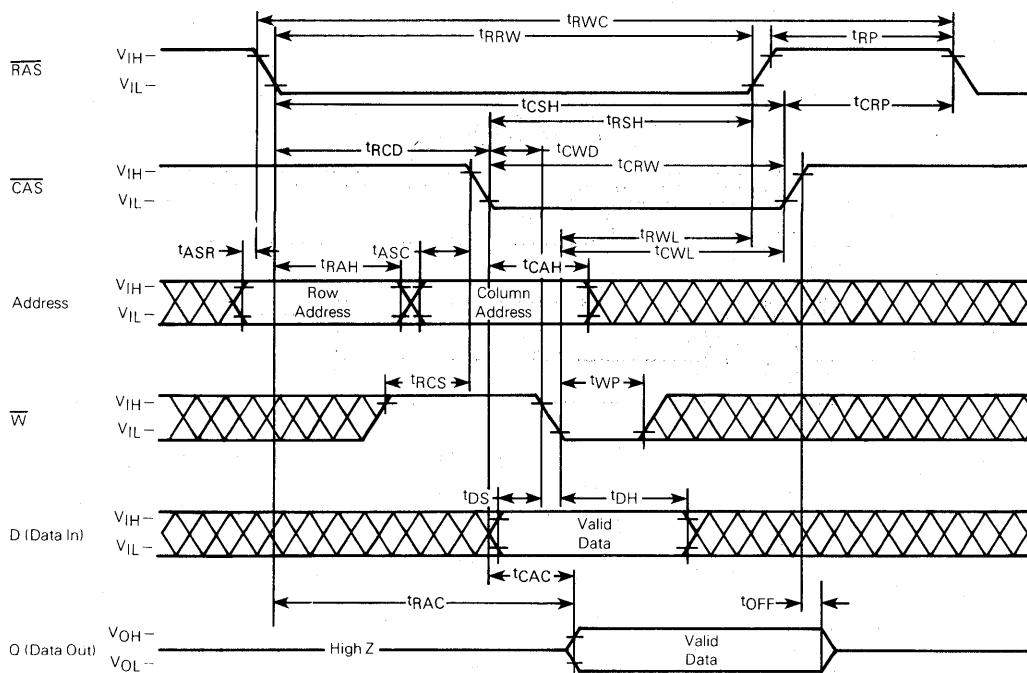 tRWC
tRRW
tRP
RAS
VIH
VIL
tCSH
tCRP
tRSH
tRCD
tCWD
tCRW
CAS
VIH
VIL
tRWL
tASR
tASC
tCWL
tRAH
tCAH
Address
VIH
VIL
Row
Address
Column
Address
tRCS
tWP
W
VIH
VIL
tDS
tDH
D (Data In)
VIH
VIL
Valid
Data
tCAC
tRAC
tOFF
Q (Data Out)
VOH
VOL
High Z
Valid
Data